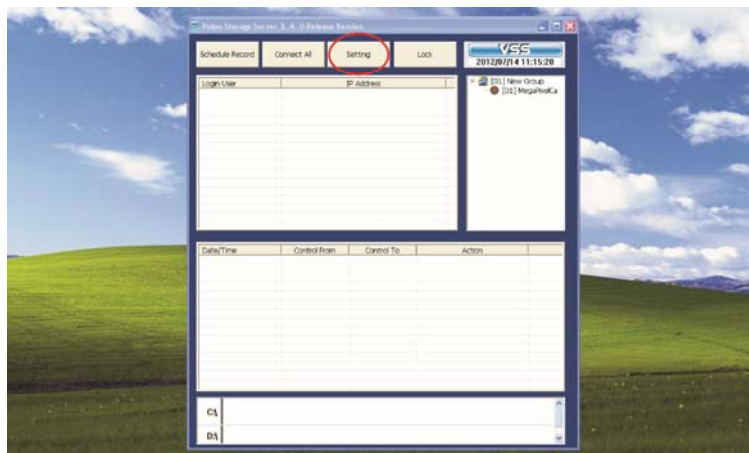 Video Storage Server 3. 4. 0 Release Version
Schedule Record
Connect All
Setting
Lock
VSS
2012/07/14 11:15:20
Login User
IP Address
[01] New Group
[01] MegaPixelCa
Date/Time
Control From
Control To
Action
C:\
D:\